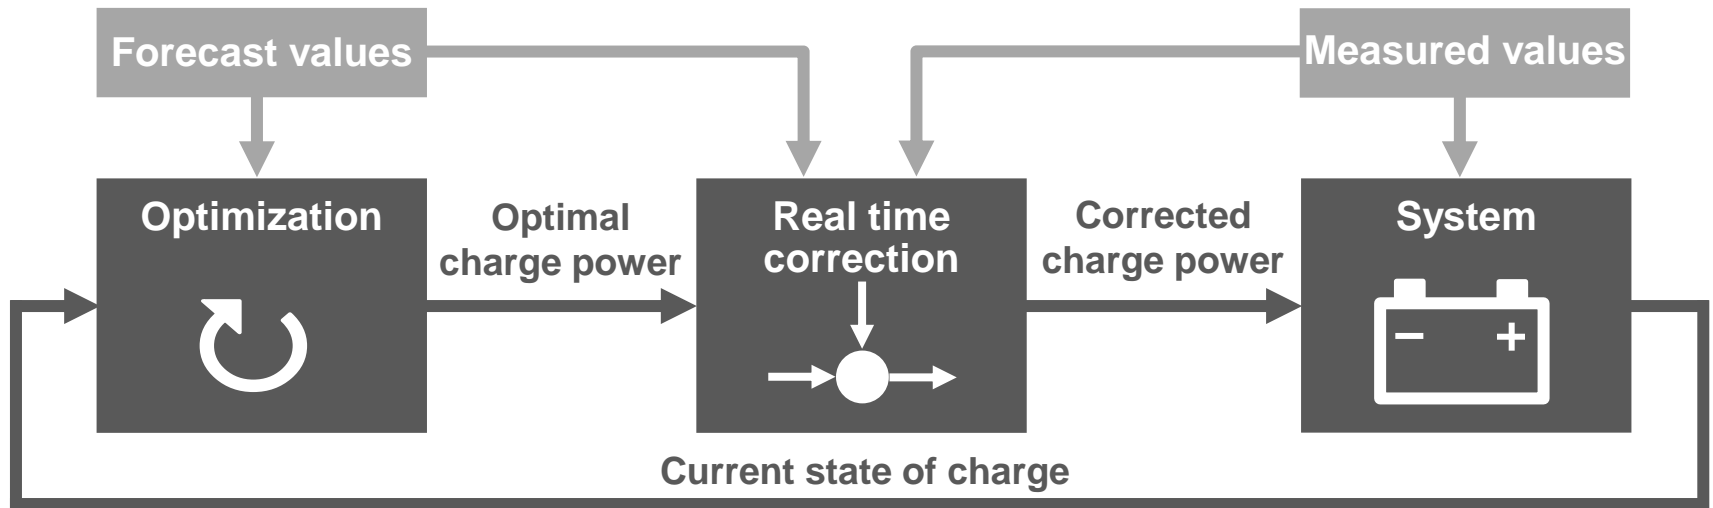 Forecast values
Measured values
Optimization
Optimal
charge power
Real time
correction
Corrected
charge power
System
− +
Current state of charge